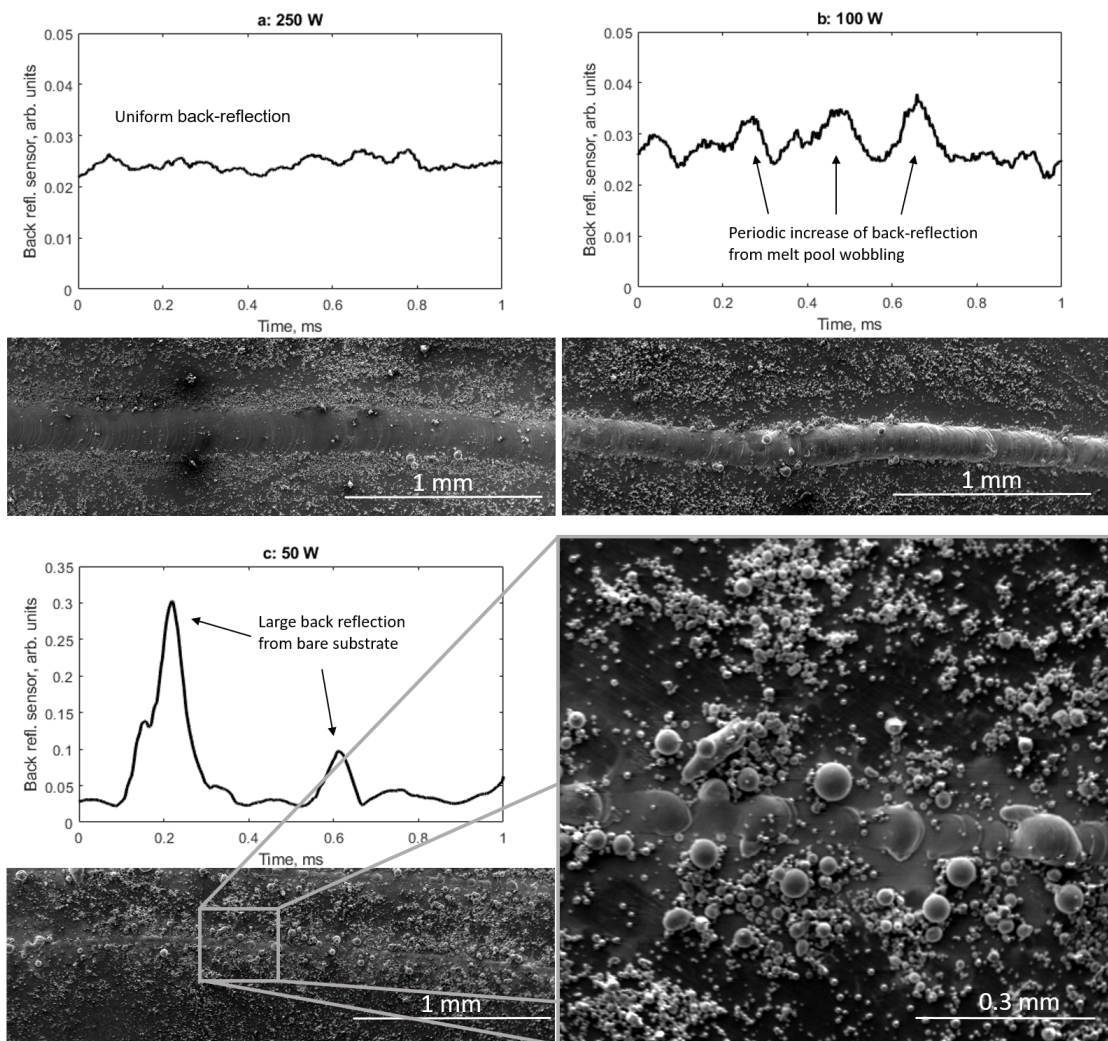 a: 250 W
0.05
0.04
0.03
0.02
0.01
0
Back refl. sensor, arb. units
Uniform back-reflection
0 0.2 0.4 0.6 0.8 1
Time, ms
1 mm
b: 100 W
0.05
0.04
0.03
0.02
0.01
0
Back refl. sensor, arb. units
Periodic increase of back-reflection
from melt pool wobbling
0 0.2 0.4 0.6 0.8 1
Time, ms
1 mm
c: 50 W
0.35
0.3
0.25
0.2
0.15
0.1
0.05
0
Back refl. sensor, arb. units
Large back reflection
from bare substrate
0 0.2 0.4 0.6 0.8 1
Time, ms
1 mm
0.3 mm